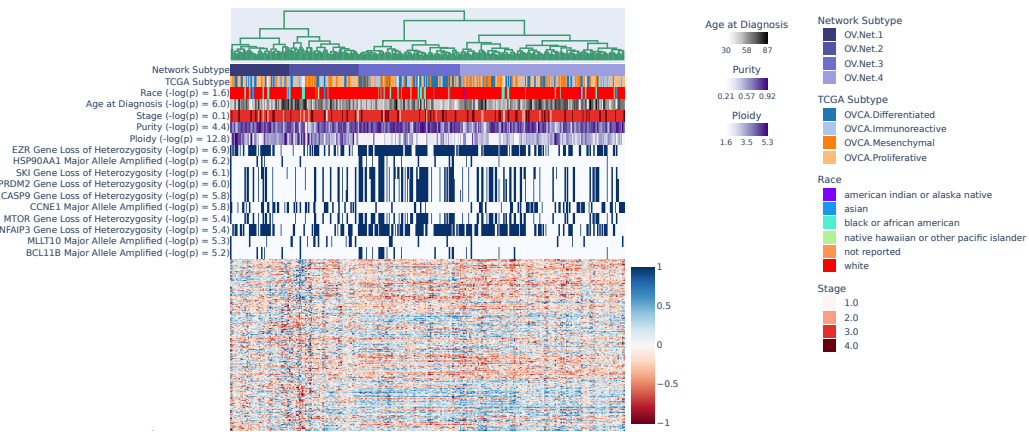 Network Subtype
TCGA Subtype
Race (-log(p) = 1.6)
Age at Diagnosis (-log(p) = 6.0)
Stage (-log(p) = 0.1)
Purity (-log(p) = 4.4)
Ploidy (-log(p) = 12.8)
EZR Gene Loss of Heterozygosity (-log(p) = 6.9)
HSP90AA1 Major Allele Amplified (-log(p) = 6.2)
SKI Gene Loss of Heterozygosity (-log(p) = 6.1)
PRDM2 Gene Loss of Heterozygosity (-log(p) = 6.0)
CASP9 Gene Loss of Heterozygosity (-log(p) = 5.8)
CCNE1 Major Allele Amplified (-log(p) = 5.8)
MTOR Gene Loss of Heterozygosity (-log(p) = 5.4)
NFAIP3 Gene Loss of Heterozygosity (-log(p) = 5.4)
MLLT10 Major Allele Amplified (-log(p) = 5.3)
BCL11B Major Allele Amplified (-log(p) = 5.2)
1
0.5
0
−0.5
−1
Age at Diagnosis
30 58 87
Purity
0.21 0.57 0.92
Ploidy
1.6 3.5 5.3
Network Subtype
OV.Net.1
OV.Net.2
OV.Net.3
OV.Net.4
TCGA Subtype
OVCA.Differentiated
OVCA.Immunoreactive
OVCA.Mesenchymal
OVCA.Proliferative
Race
american indian or alaska native
asian
black or african american
native hawaiian or other pacific islander
not reported
white
Stage
1.0
2.0
3.0
4.0